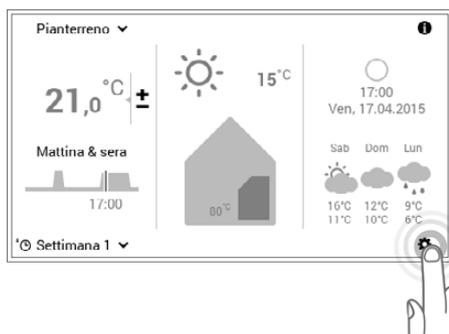 Pianterreno
21,0 °C
±
Mattina & sera
17:00
Settimana 1
15°C
80°C
17:00
Ven, 17.04.2015
Sab Dom Lun
16°C 12°C 9°C
11°C 10°C 6°C